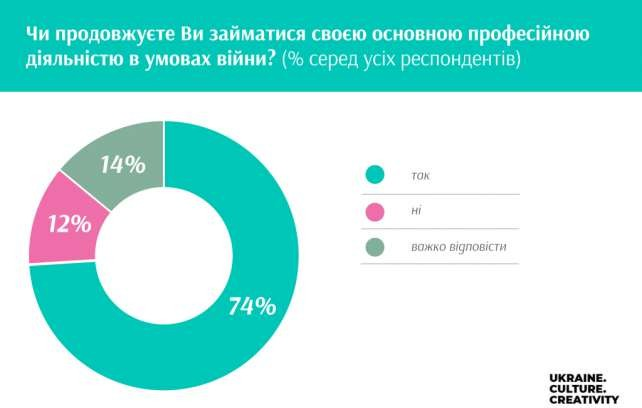 Чи продовжуєте Ви займатися своєю основною професійною
діяльністю в умовах війни? (% серед усіх респондентів)
14%
12%
74%
так
ні
важко відповісти
UKRAINE.
CULTURE.
CREATIVITY